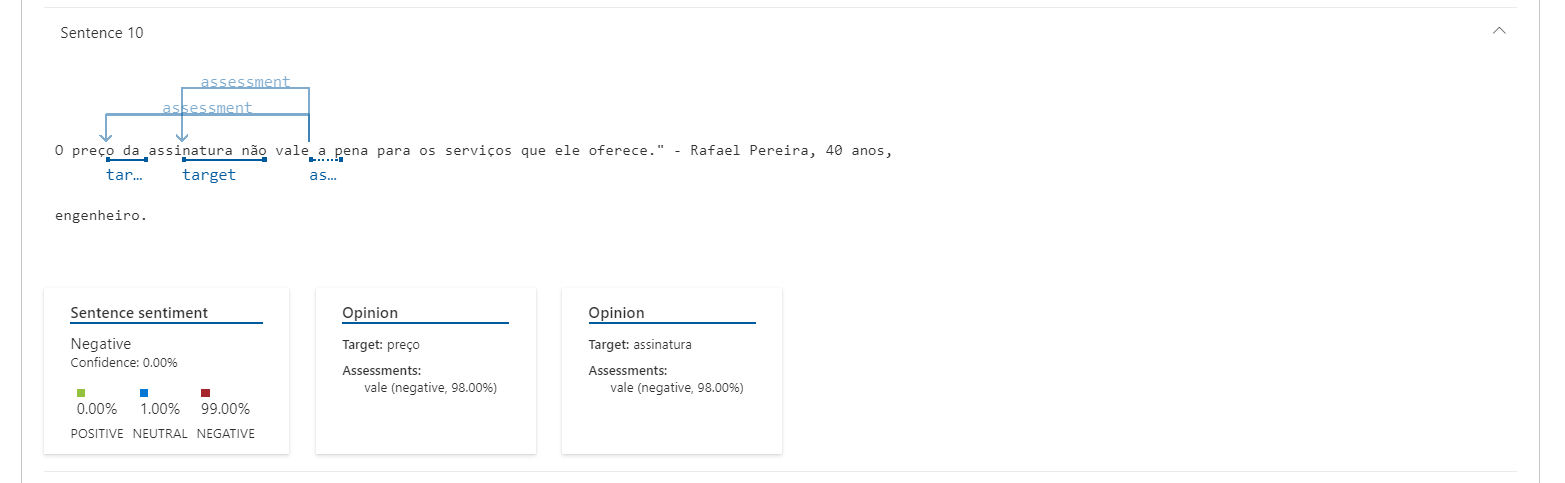 Sentence 10
assessment
assessment
O preço da assinatura não vale a pena para os serviços que ele oferece." - Rafael Pereira, 40 anos,
tar… target as…
engenheiro.
Sentence sentiment
Negative
Confidence: 0.00%
0.00% 1.00% 99.00%
POSITIVE NEUTRAL NEGATIVE
Opinion
Target: preço
Assessments:
vale (negative, 98.00%)
Opinion
Target: assinatura
Assessments:
vale (negative, 98.00%)